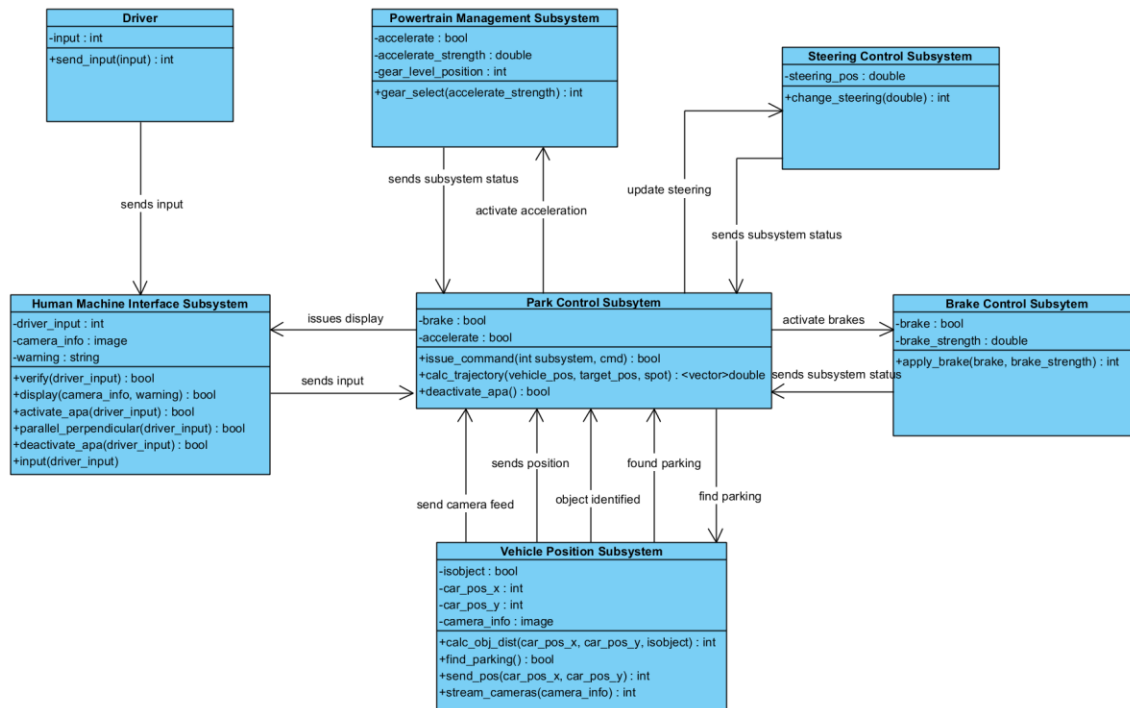 Driver
-input : int
+send_input(input) : int
Powertrain Management Subsystem
-accelerate : bool
-accelerate_strength : double
-gear_level_position : int
+gear_select(accelerate_strength) : int
Steering Control Subsystem
-steering_pos : double
+change_steering(double) : int
sends input
sends subsystem status
activate acceleration
update steering
sends subsystem status
Human Machine Interface Subsystem
-driver_input : int
-camera_info : image
-warning : string
+verify(driver_input) : bool
+display(camera_info, warning) : bool
+activate_apa(driver_input) : bool
+parallel_perpendicular(driver_input) : bool
+deactivate_apa(driver_input) : bool
+input(driver_input)
issues display
sends input
Park Control Subsytem
-brake : bool
-accelerate : bool
+issue_command(int subsystem, cmd) : bool
+calc_trajectory(vehicle_pos, target_pos, spot) : <vector>double
+deactivate_apa() : bool
activate brakes
sends subsystem status
Brake Control Subsytem
-brake : bool
-brake_strength : double
+apply_brake(brake, brake_strength) : int
send camera feed
sends position
object identified
found parking
find parking
Vehicle Position Subsystem
-isobject : bool
-car_pos_x : int
-car_pos_y : int
-camera_info : image
+calc_obj_dist(car_pos_x, car_pos_y, isobject) : int
+find_parking() : bool
+send_pos(car_pos_x, car_pos_y) : int
+stream_cameras(camera_info) : int